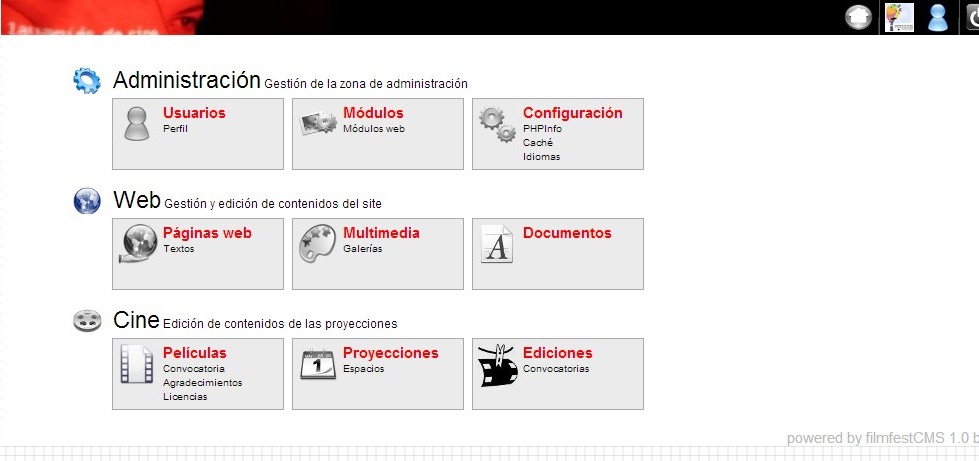 Administración Gestión de la zona de administración
Usuarios
Perfil
Módulos
Módulos web
Configuración
PHPInfo
Caché
Idiomas
Web Gestión y edición de contenidos del site
Páginas web
Textos
Multimedia
Galerías
Documentos
Cine Edición de contenidos de las proyecciones
Películas
Convocatoria
Agradecimientos
Licencias
Proyecciones
Espacios
Ediciones
Convocatorias
powered by filmfestCMS 1.0 b